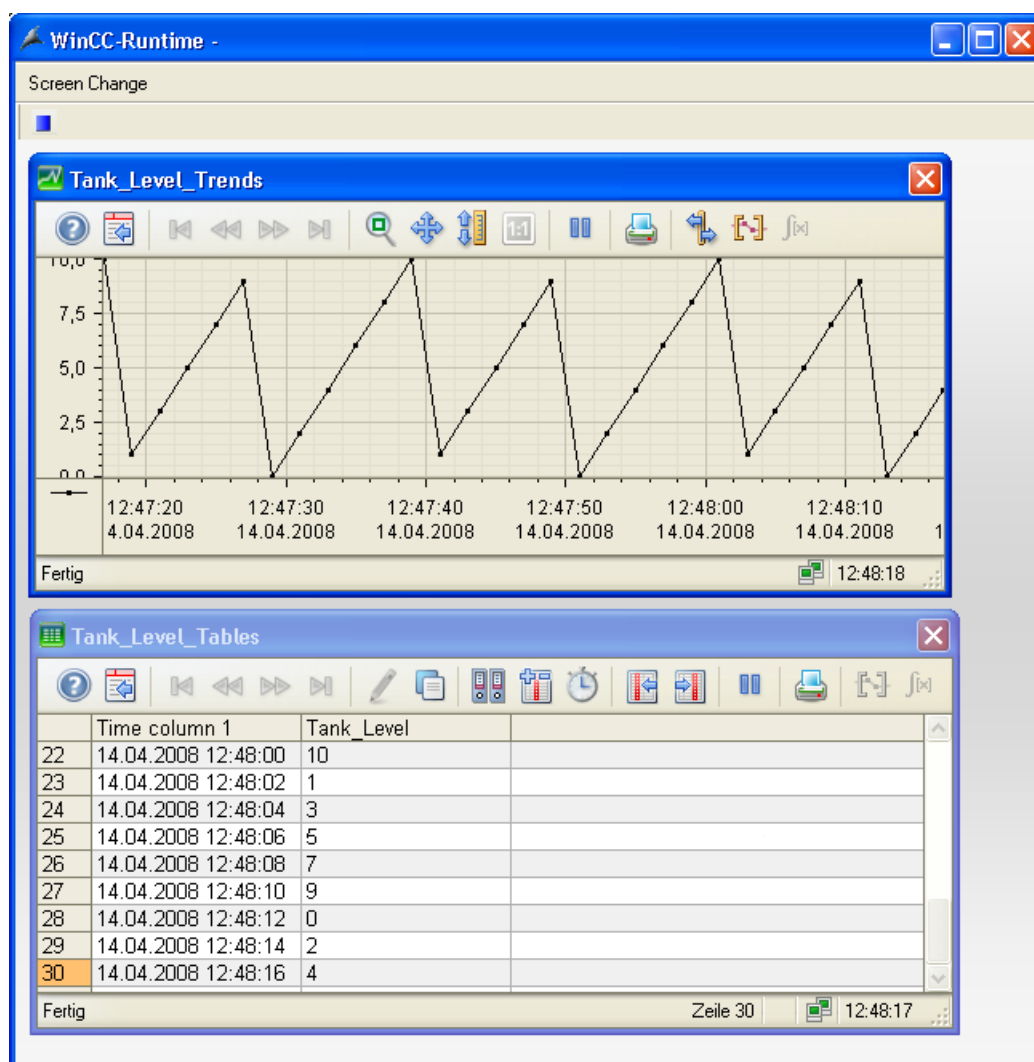 WinCC-Runtime -
Screen Change
Tank_Level_Trends
1:1
10,0
7,5
5,0
2,5
0,0
12:47:20 12:47:30 12:47:40 12:47:50 12:48:00 12:48:10
4.04.2008 14.04.2008 14.04.2008 14.04.2008 14.04.2008 14.04.2008 1
Fertig 12:48:18
Tank_Level_Tables
Time column 1 Tank_Level
22 14.04.2008 12:48:00 10
23 14.04.2008 12:48:02 1
24 14.04.2008 12:48:04 3
25 14.04.2008 12:48:06 5
26 14.04.2008 12:48:08 7
27 14.04.2008 12:48:10 9
28 14.04.2008 12:48:12 0
29 14.04.2008 12:48:14 2
30 14.04.2008 12:48:16 4
Fertig Zeile 30 12:48:17